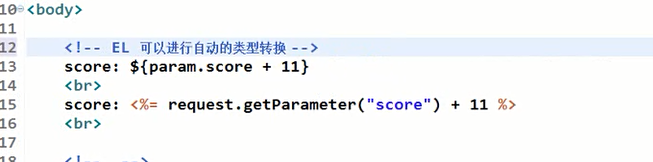 10 <body>
11
12 <!-- EL 可以进行自动的类型转换 -->
13 score: ${param.score + 11}
14 <br>
15 score: <%= request.getParameter("score") + 11 %>
16 <br>
17
18 <!-- -->